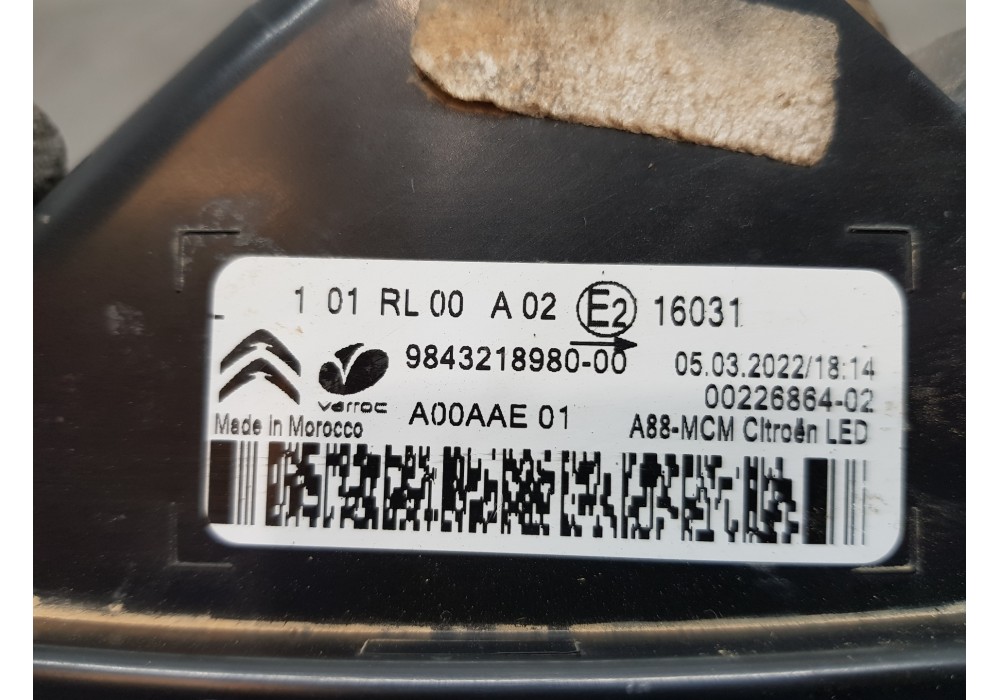 1 01 RL 00 A 02 E2 16031
9843218980-00 05.03.2022/18:14
00226864-02
varroc A00AAE 01 A88-MCM Citroën LED
Made in Morocco